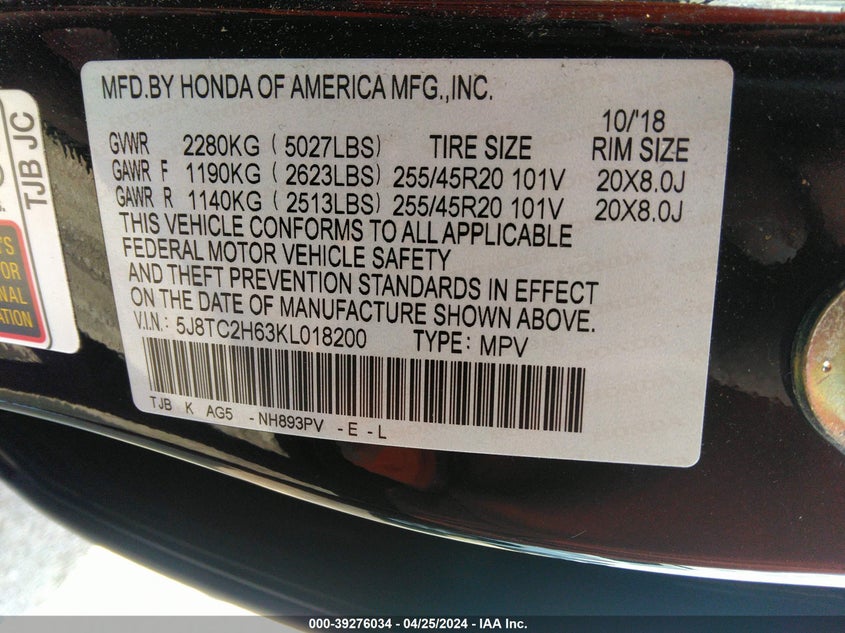 MFD.BY HONDA OF AMERICA MFG.,INC.
10/'18
GVWR 2280KG ( 5027LBS) TIRE SIZE RIM SIZE
GAWR F 1190KG ( 2623LBS) 255/45R20 101V 20X8.0J
GAWR R 1140KG ( 2513LBS) 255/45R20 101V 20X8.0J
THIS VEHICLE CONFORMS TO ALL APPLICABLE
FEDERAL MOTOR VEHICLE SAFETY
AND THEFT PREVENTION STANDARDS IN EFFECT
ON THE DATE OF MANUFACTURE SHOWN ABOVE.
V.I.N.: 5J8TC2H63KL018200 TYPE: MPV
TJB K AG5 -NH893PV -E -L
TJB JC
000-39276034 - 04/25/2024 - IAA Inc.